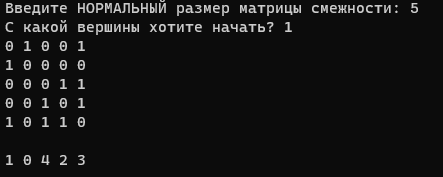 Введите НОРМАЛЬНЫЙ размер матрицы смежности: 5
С какой вершины хотите начать? 1
0 1 0 0 1
1 0 0 0 0
0 0 0 1 1
0 0 1 0 1
1 0 1 1 0
1 0 4 2 3